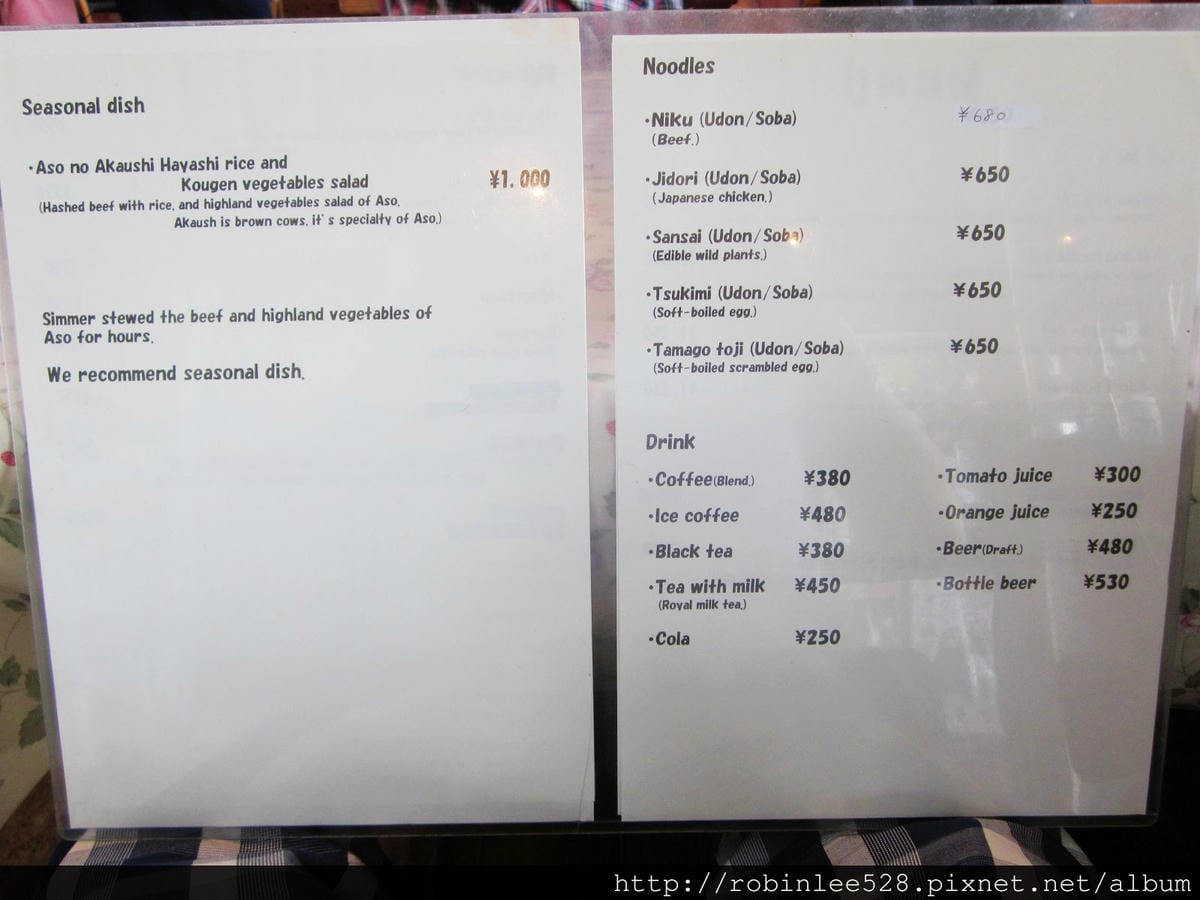 Seasonal dish
・Aso no Akaushi Hayashi rice and
Kougen vegetables salad ¥1,000
(Hashed beef with rice, and highland vegetables salad of Aso.
Akaush is brown cows, it's specialty of Aso.)
Simmer stewed the beef and highland vegetables of
Aso for hours.
We recommend seasonal dish.
Noodles
・Niku (Udon/Soba) ¥680
(Beef.)
・Jidori (Udon/Soba) ¥650
(Japanese chicken.)
・Sansai (Udon/Soba) ¥650
(Edible wild plants.)
・Tsukimi (Udon/Soba) ¥650
(Soft-boiled egg.)
・Tamago toji (Udon/Soba) ¥650
(Soft-boiled scrambled egg.)
Drink
・Coffee(Blend.) ¥380 ・Tomato juice ¥300
・Ice coffee ¥480 ・Orange juice ¥250
・Black tea ¥380 ・Beer(Draft.) ¥480
・Tea with milk ¥450 ・Bottle beer ¥530
(Royal milk tea.)
・Cola ¥250
http://robinlee528.pixnet.net/album